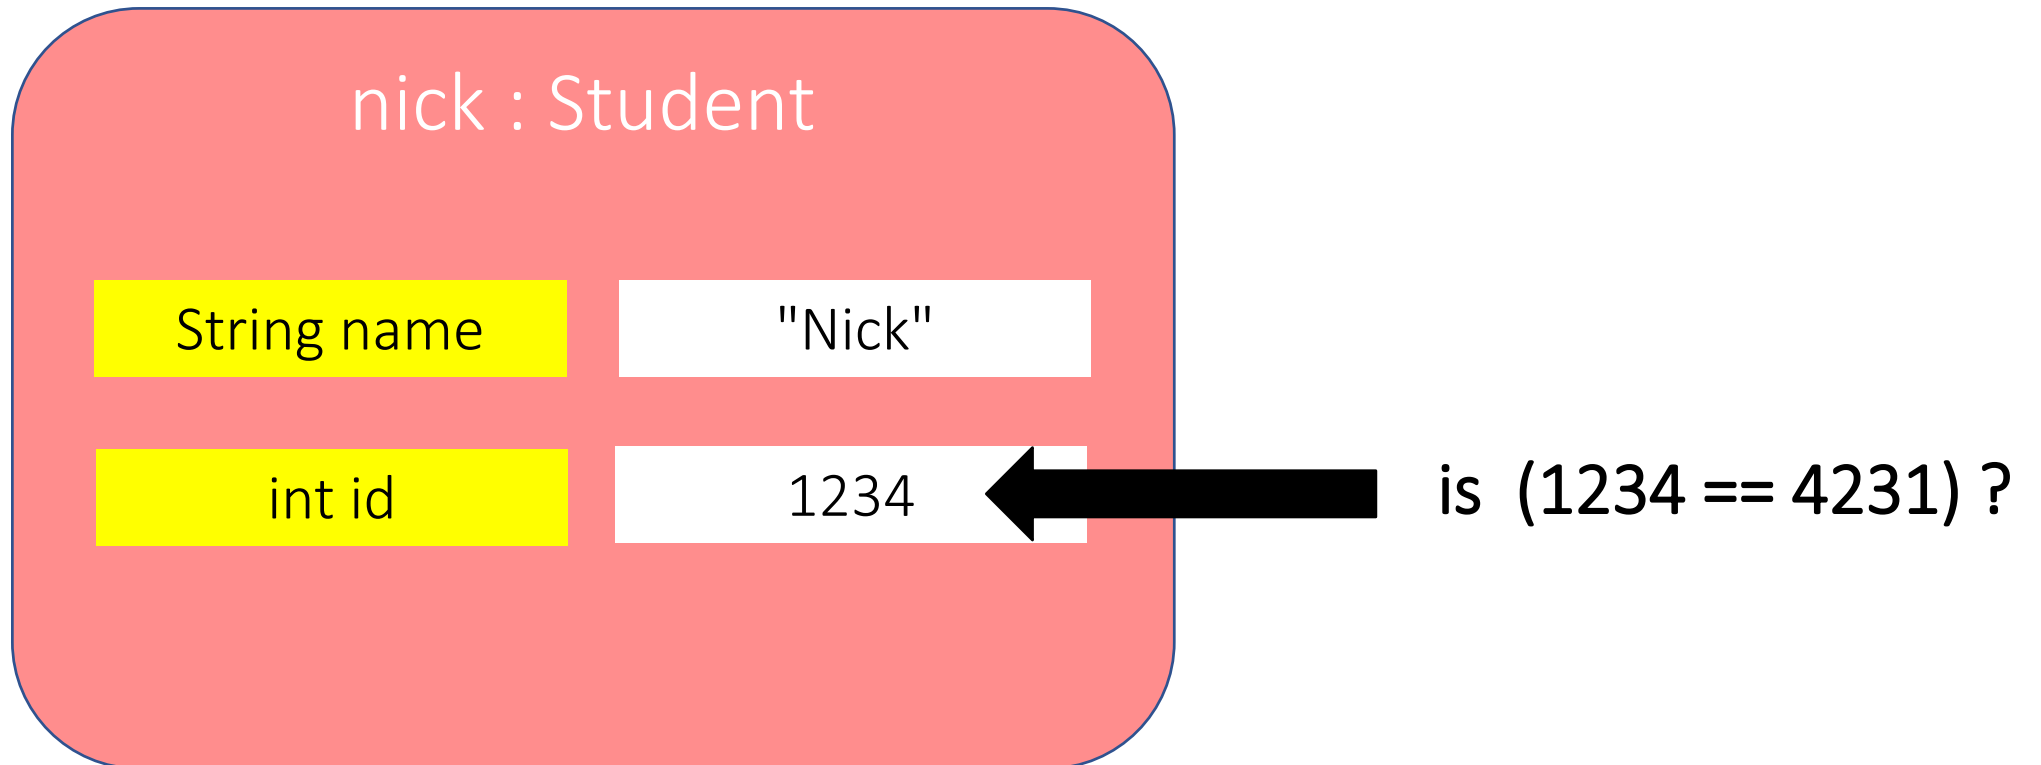 nick : Student
String name "Nick"
int id 1234 is (1234 == 4231) ?